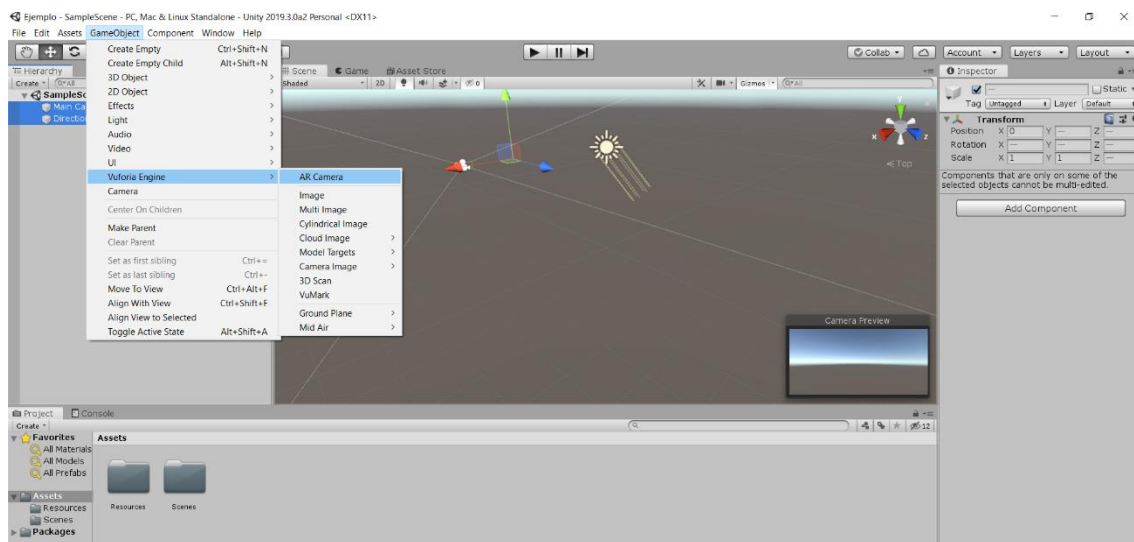 Ejemplo - SampleScene - PC, Mac & Linux Standalone - Unity 2019.3.0a2 Personal <DX11>
File Edit Assets GameObject Component Window Help
Collab Account Layers Layout
Hierarchy
Create All
SampleSc
Main Ca
Direction
Create Empty Ctrl+Shift+N
Create Empty Child Alt+Shift+N
3D Object
2D Object
Effects
Light
Audio
Video
UI
Vuforia Engine
Camera
Center On Children
Make Parent
Clear Parent
Set as first sibling Ctrl+=
Set as last sibling Ctrl+-
Move To View Ctrl+Alt+F
Align With View Ctrl+Shift+F
Align View to Selected
Toggle Active State Alt+Shift+A
AR Camera
Image
Multi Image
Cylindrical Image
Cloud Image
Model Targets
Camera Image
3D Scan
VuMark
Ground Plane
Mid Air
Scene Game Asset Store
Shaded 2D 0 Gizmos All
x z
Top
Camera Preview
Inspector
Static
Tag Untagged Layer Default
Transform
Position X 0 Y — Z —
Rotation X — Y — Z —
Scale X 1 Y 1 Z —
Components that are only on some of the
selected objects cannot be multi-edited.
Add Component
Project Console
Create 12
Favorites
All Materials
All Models
All Prefabs
Assets
Resources
Scenes
Packages
Assets
Resources Scenes